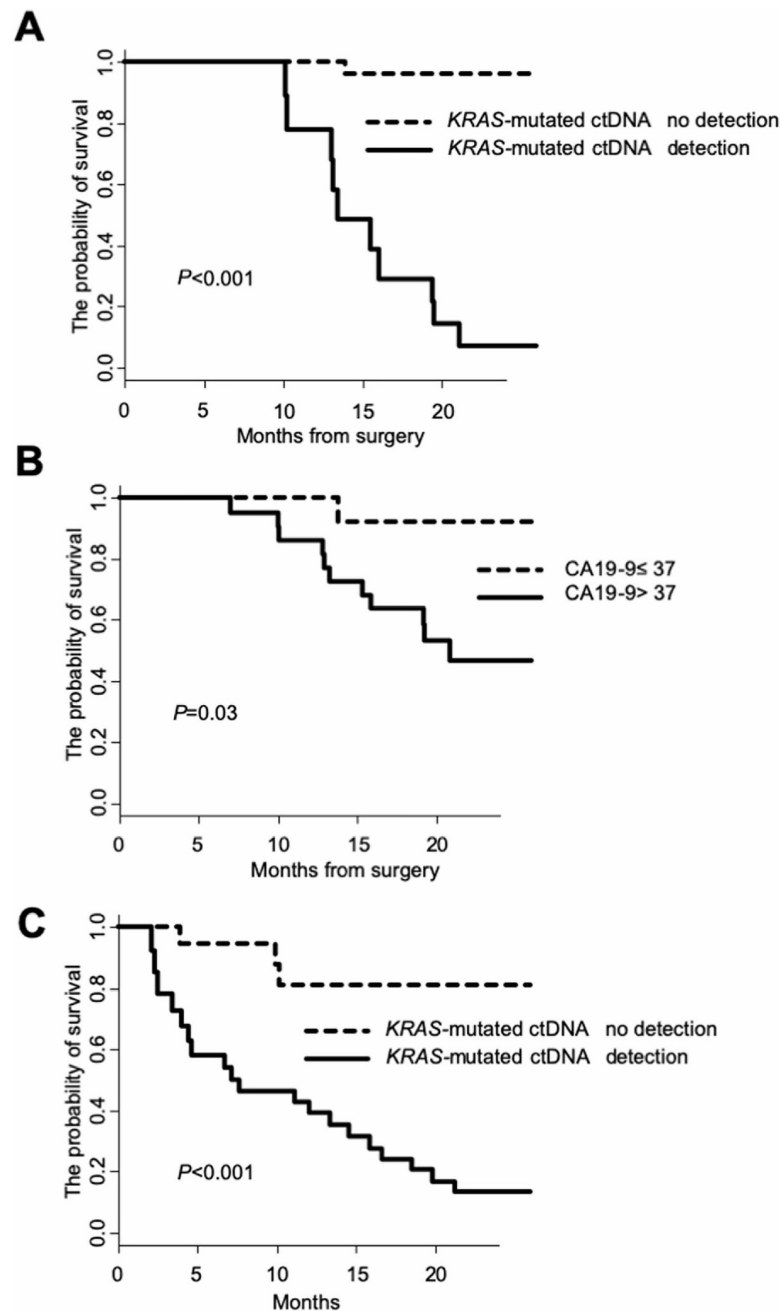 A
The probability of survival
1.0
0.8
0.6
0.4
0.2
0.0
KRAS-mutated ctDNA no detection
KRAS-mutated ctDNA detection
P<0.001
0 5 10 15 20
Months from surgery
B
The probability of survival
1.0
0.8
0.6
0.4
0.2
0.0
CA19-9≤ 37
CA19-9> 37
P=0.03
0 5 10 15 20
Months from surgery
C
The probability of survival
1.0
0.8
0.6
0.4
0.2
0.0
KRAS-mutated ctDNA no detection
KRAS-mutated ctDNA detection
P<0.001
0 5 10 15 20
Months